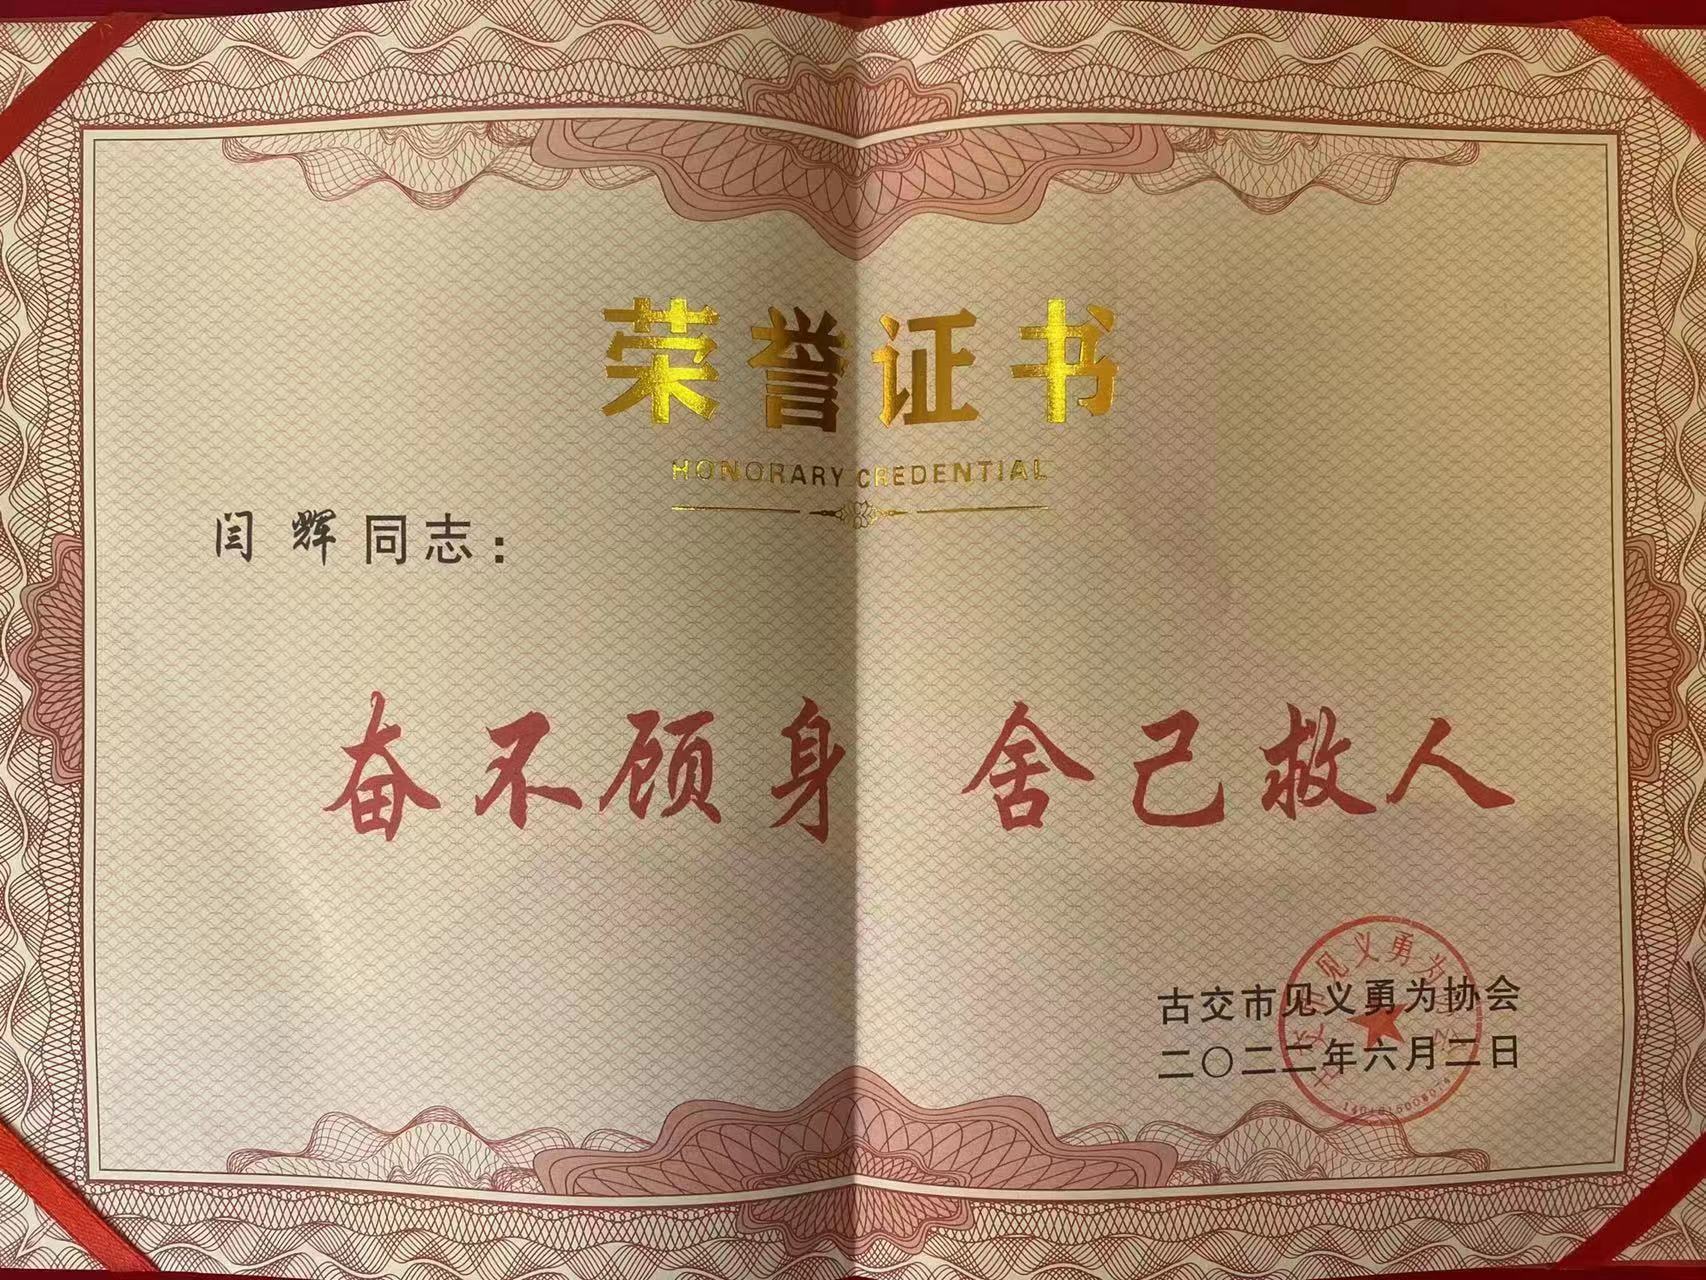 荣誉证书
HONORARY CREDENTIAL
闫辉同志：
奋不顾身 舍己救人
古交市见义勇为协会
二〇二二年六月二日